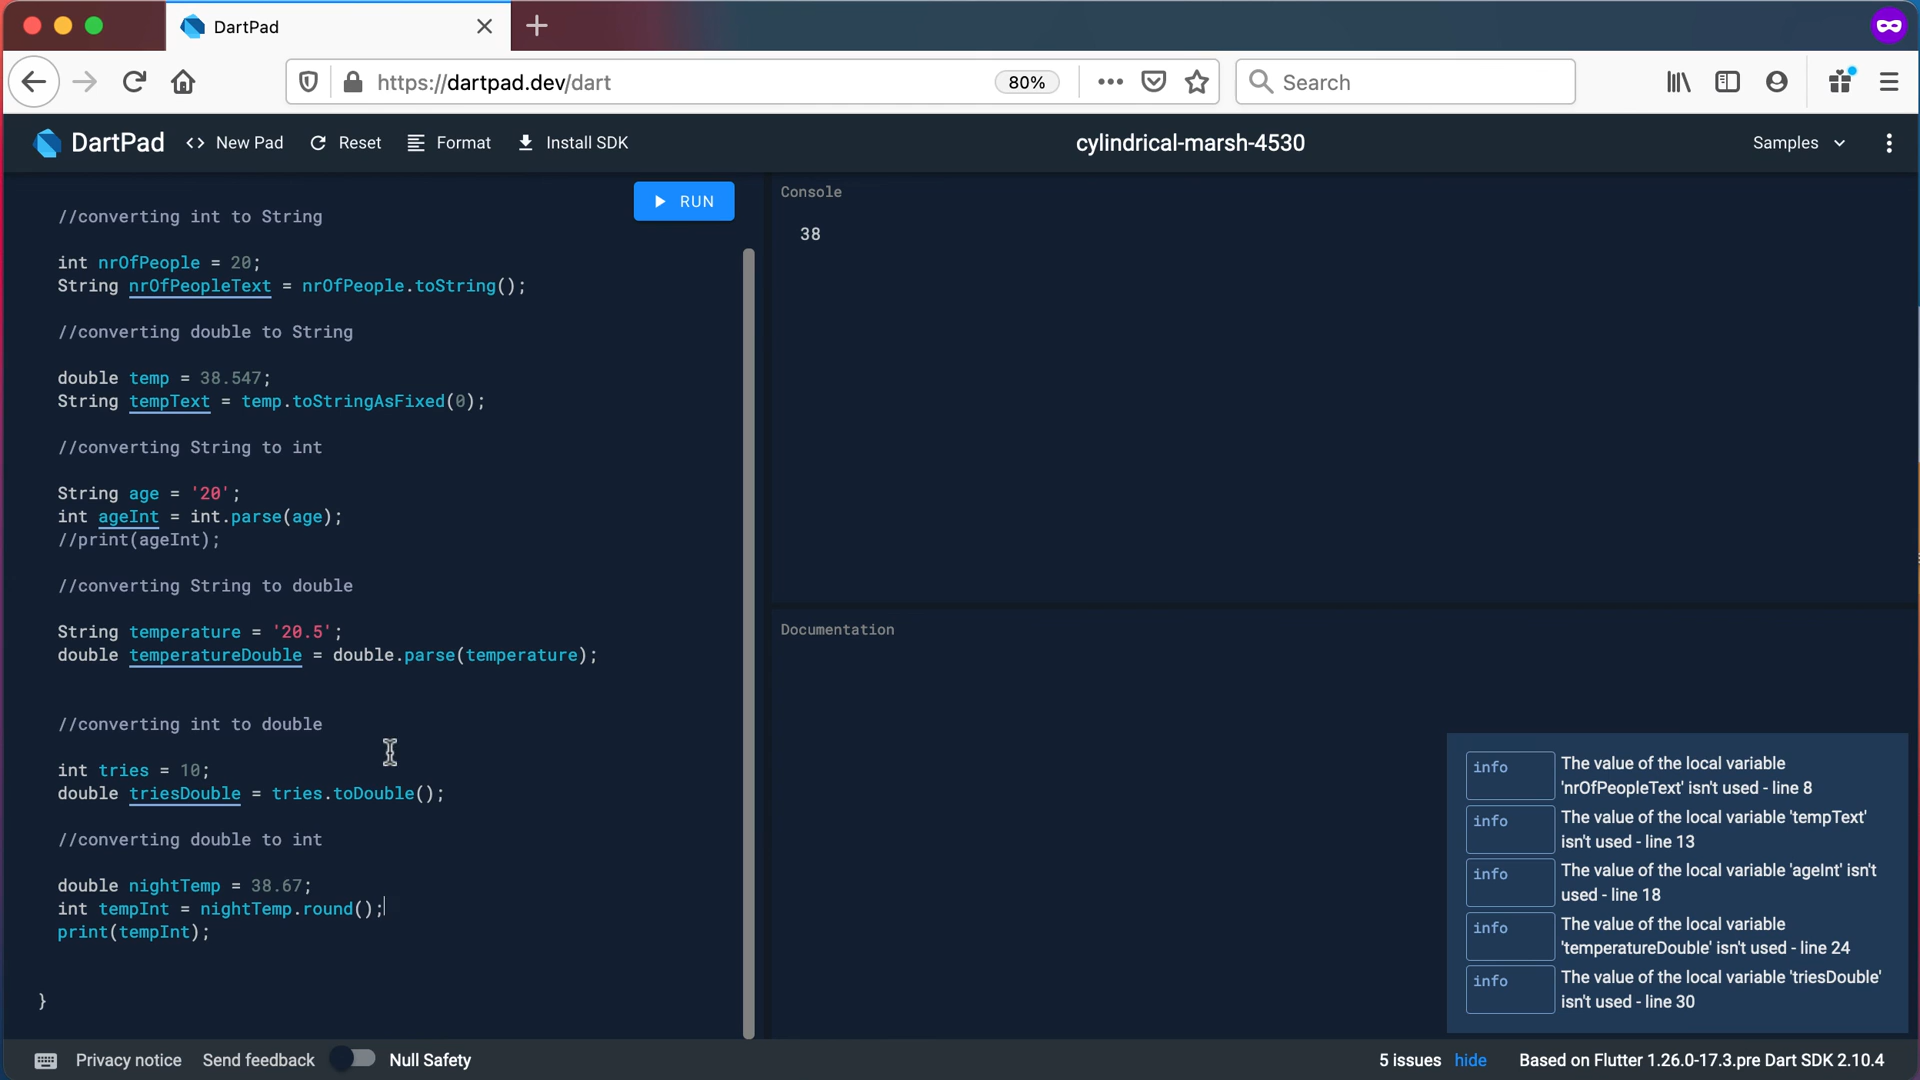 DartPad
https://dartpad.dev/dart
80%
Search
DartPad
New Pad
Reset
Format
Install SDK
cylindrical-marsh-4530
Samples
RUN
//converting int to String
int nrOfPeople = 20;
String nrOfPeopleText = nrOfPeople.toString();
//converting double to String
double temp = 38.547;
String tempText = temp.toStringAsFixed(0);
//converting String to int
String age = '20';
int ageInt = int.parse(age);
//print(ageInt);
//converting String to double
String temperature = '20.5';
double temperatureDouble = double.parse(temperature);
//converting int to double
int tries = 10;
double triesDouble = tries.toDouble();
//converting double to int
double nightTemp = 38.67;
int tempInt = nightTemp.round();
print(tempInt);
}
Console
38
Documentation
info
The value of the local variable
'nrOfPeopleText' isn't used - line 8
info
The value of the local variable 'tempText'
isn't used - line 13
info
The value of the local variable 'ageInt' isn't
used - line 18
info
The value of the local variable
'temperatureDouble' isn't used - line 24
info
The value of the local variable 'triesDouble'
isn't used - line 30
Privacy notice
Send feedback
Null Safety
5 issues
hide
Based on Flutter 1.26.0-17.3.pre Dart SDK 2.10.4